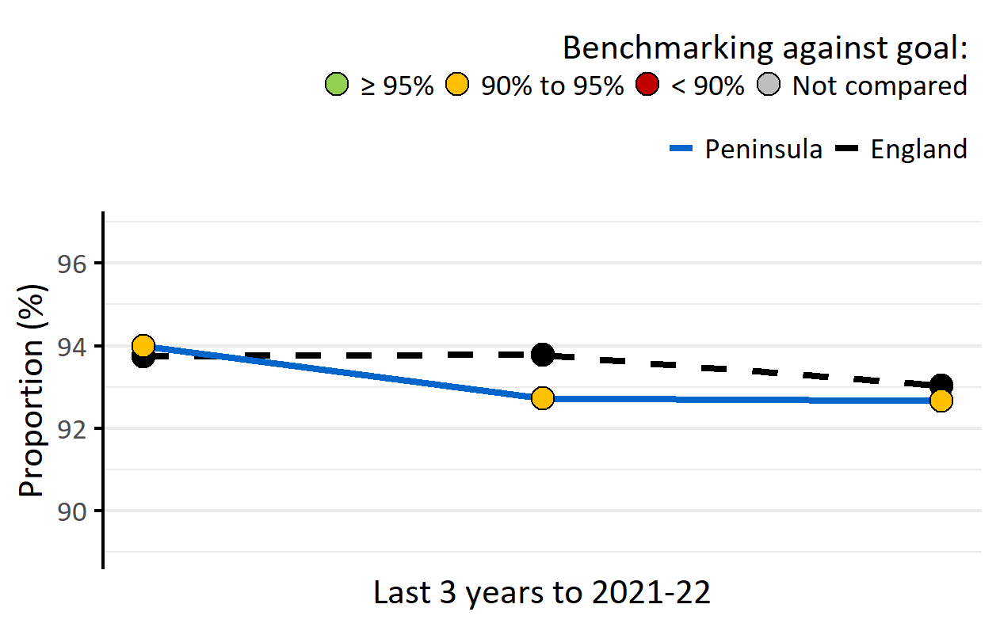 Benchmarking against goal:
≥ 95% 90% to 95% < 90% Not compared
Peninsula England
96
94
92
90
Proportion (%)
Last 3 years to 2021-22